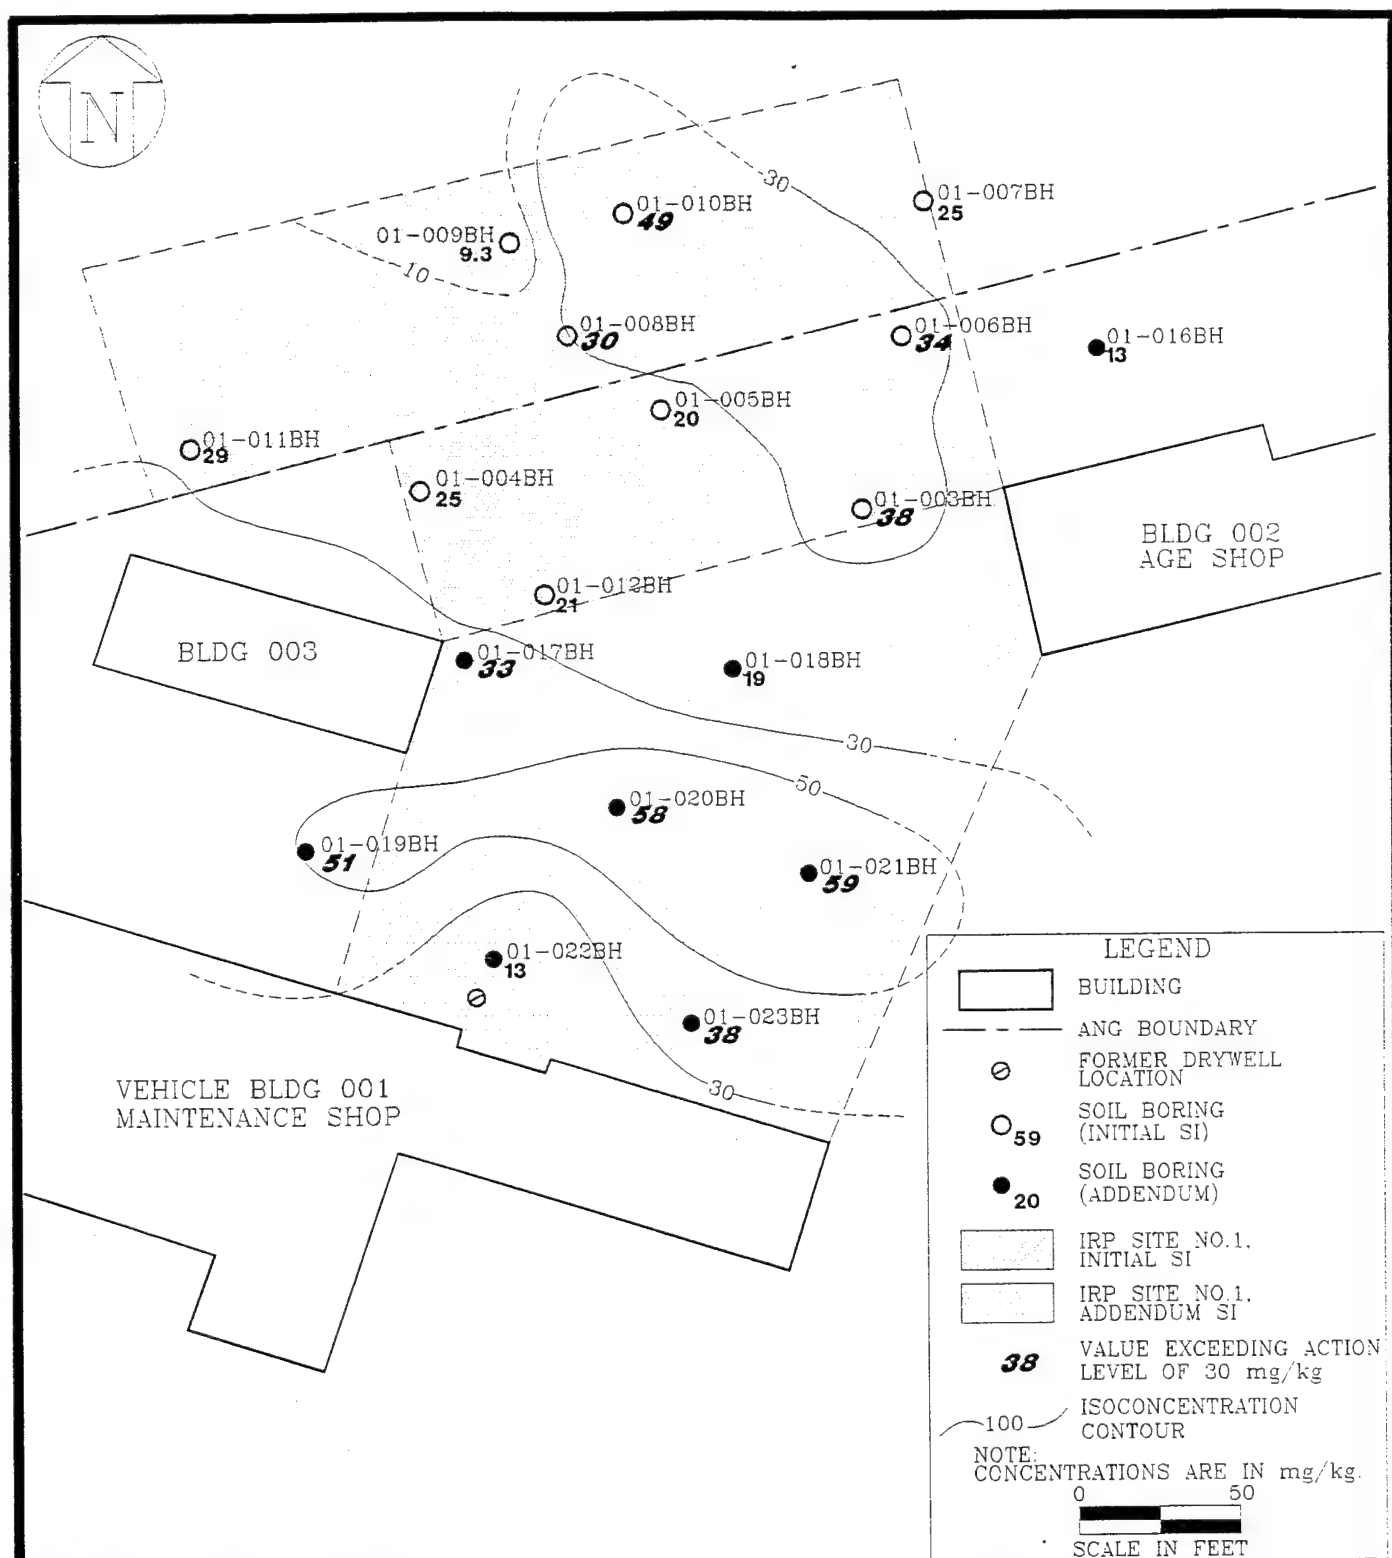 N
30
01-007BH
25
01-010BH
49
01-009BH
9.3
10
01-008BH
30
01-006BH
34
01-016BH
13
01-005BH
20
01-011BH
29
01-004BH
25
01-003BH
38
BLDG 002
AGE SHOP
01-012BH
21
BLDG 003
01-017BH
33
01-018BH
19
30
50
01-020BH
58
01-019BH
51
01-021BH
59
01-022BH
13
01-023BH
38
30
VEHICLE BLDG 001
MAINTENANCE SHOP
LEGEND
BUILDING
ANG BOUNDARY
FORMER DRYWELL
LOCATION
SOIL BORING
(INITIAL SI)
59
SOIL BORING
(ADDENDUM)
20
IRP SITE NO.1,
INITIAL SI
IRP SITE NO.1,
ADDENDUM SI
38
VALUE EXCEEDING ACTION
LEVEL OF 30 mg/kg
100
ISOCONCENTRATION
CONTOUR
NOTE:
CONCENTRATIONS ARE IN mg/kg.
0 50
SCALE IN FEET